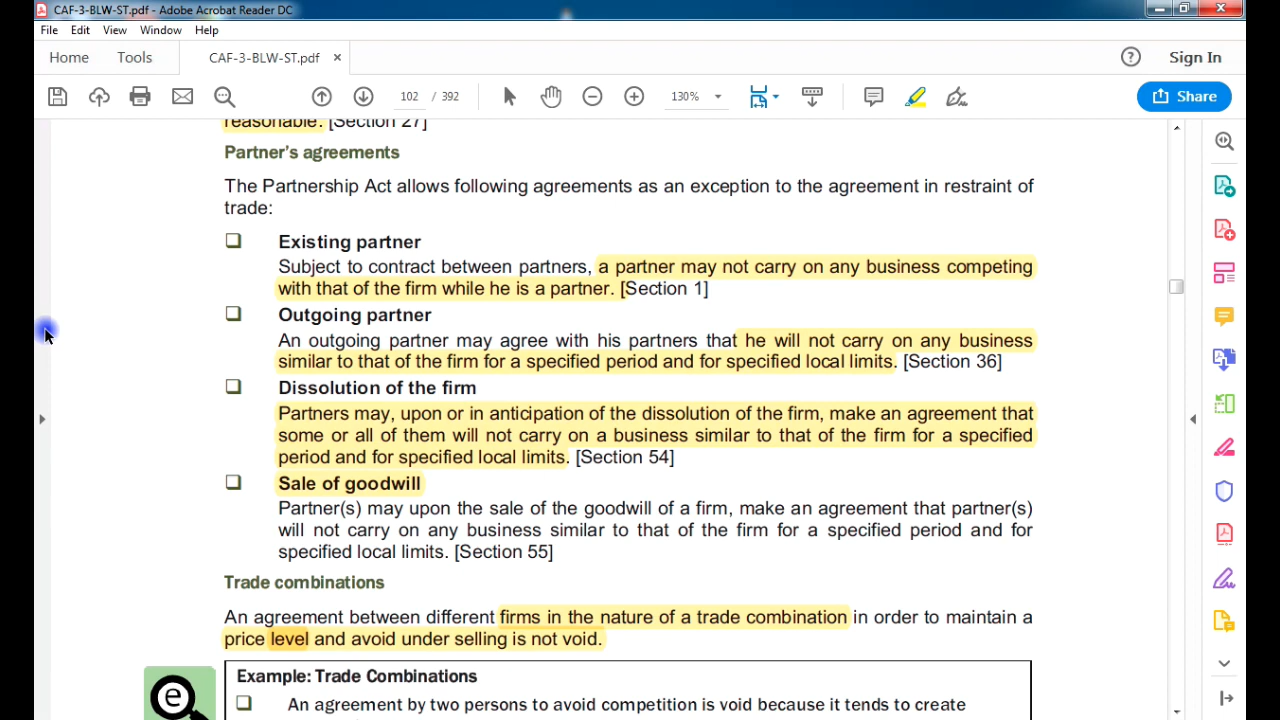 CAF-3-BLW-ST.pdf - Adobe Acrobat Reader DC
File Edit View Window Help
Home Tools CAF-3-BLW-ST.pdf ×
Sign In
102 / 392 130% Share
reasonable. [Section 27]
Partner's agreements
The Partnership Act allows following agreements as an exception to the agreement in restraint of
trade:
Existing partner
Subject to contract between partners, a partner may not carry on any business competing
with that of the firm while he is a partner. [Section 1]
Outgoing partner
An outgoing partner may agree with his partners that he will not carry on any business
similar to that of the firm for a specified period and for specified local limits. [Section 36]
Dissolution of the firm
Partners may, upon or in anticipation of the dissolution of the firm, make an agreement that
some or all of them will not carry on a business similar to that of the firm for a specified
period and for specified local limits. [Section 54]
Sale of goodwill
Partner(s) may upon the sale of the goodwill of a firm, make an agreement that partner(s)
will not carry on any business similar to that of the firm for a specified period and for
specified local limits. [Section 55]
Trade combinations
An agreement between different firms in the nature of a trade combination in order to maintain a
price level and avoid under selling is not void.
e
Example: Trade Combinations
An agreement by two persons to avoid competition is void because it tends to create